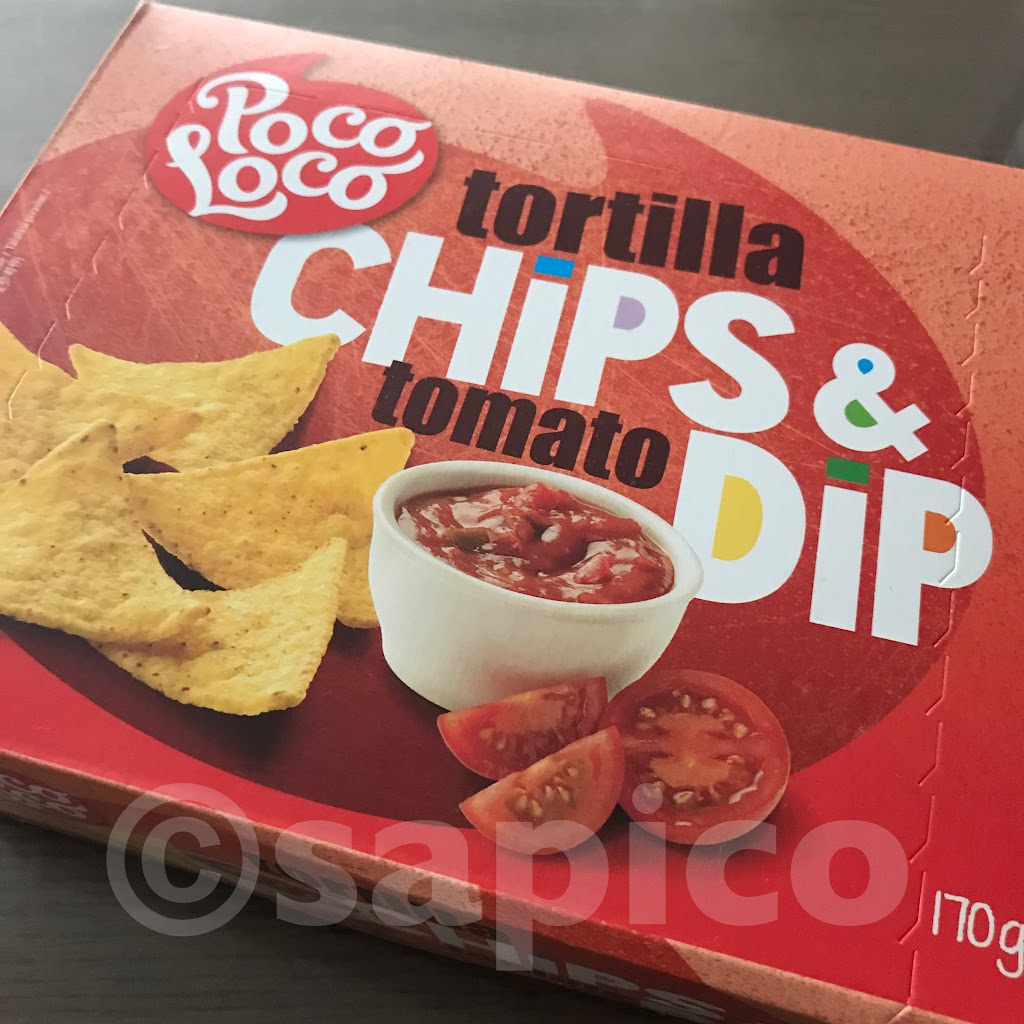 Poco
Loco
tortilla
CHiPS &
tomato
DiP
170g
©sapico